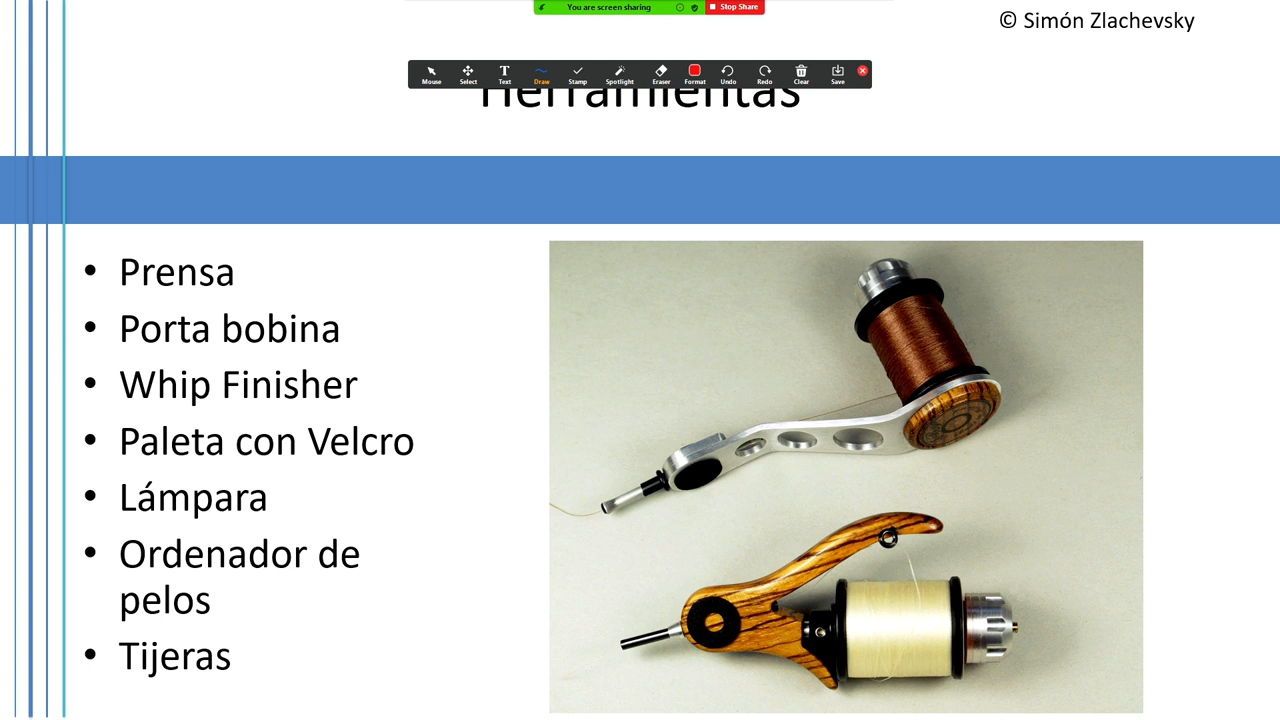 You are screen sharing
Stop Share
© Simón Zlachevsky
Mouse
Select
Text
Draw
Stamp
Spotlight
Eraser
Format
Undo
Redo
Clear
Save
Herramientas
• Prensa
• Porta bobina
• Whip Finisher
• Paleta con Velcro
• Lámpara
• Ordenador de
pelos
• Tijeras